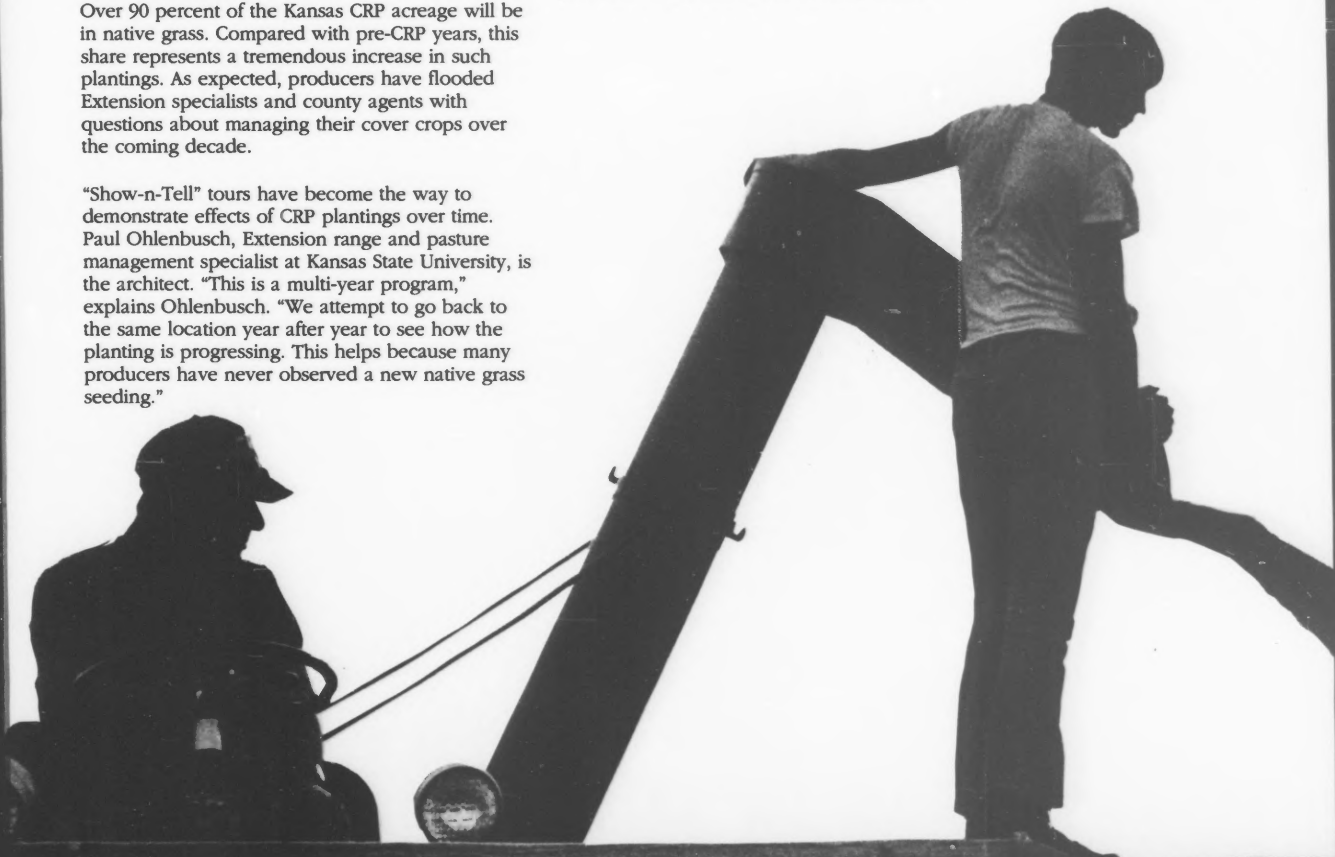 Over 90 percent of the Kansas CRP acreage will be
in native grass. Compared with pre-CRP years, this
share represents a tremendous increase in such
plantings. As expected, producers have flooded
Extension specialists and county agents with
questions about managing their cover crops over
the coming decade.
"Show-n-Tell" tours have become the way to
demonstrate effects of CRP plantings over time.
Paul Ohlenbusch, Extension range and pasture
management specialist at Kansas State University, is
the architect. "This is a multi-year program,"
explains Ohlenbusch. "We attempt to go back to
the same location year after year to see how the
planting is progressing. This helps because many
producers have never observed a new native grass
seeding."